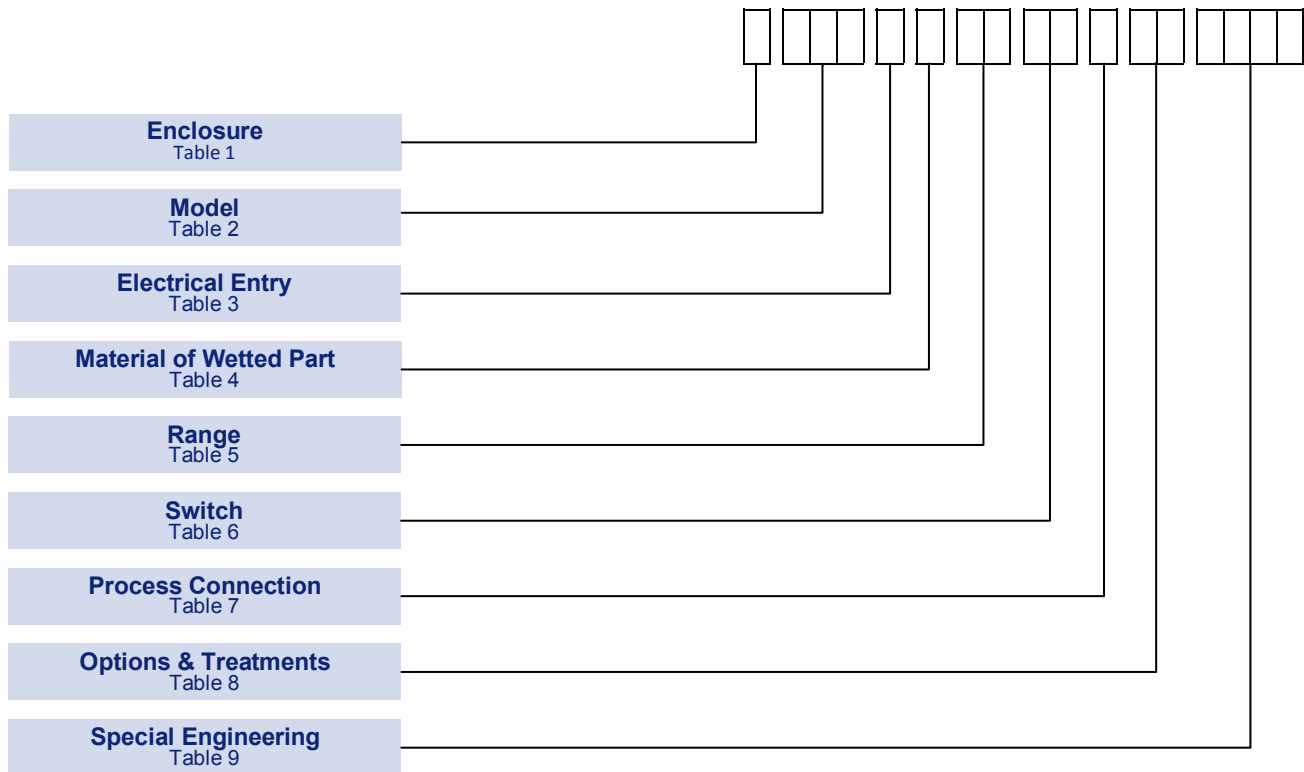 Enclosure
Table 1
Model
Table 2
Electrical Entry
Table 3
Material of Wetted Part
Table 4
Range
Table 5
Switch
Table 6
Process Connection
Table 7
Options & Treatments
Table 8
Special Engineering
Table 9